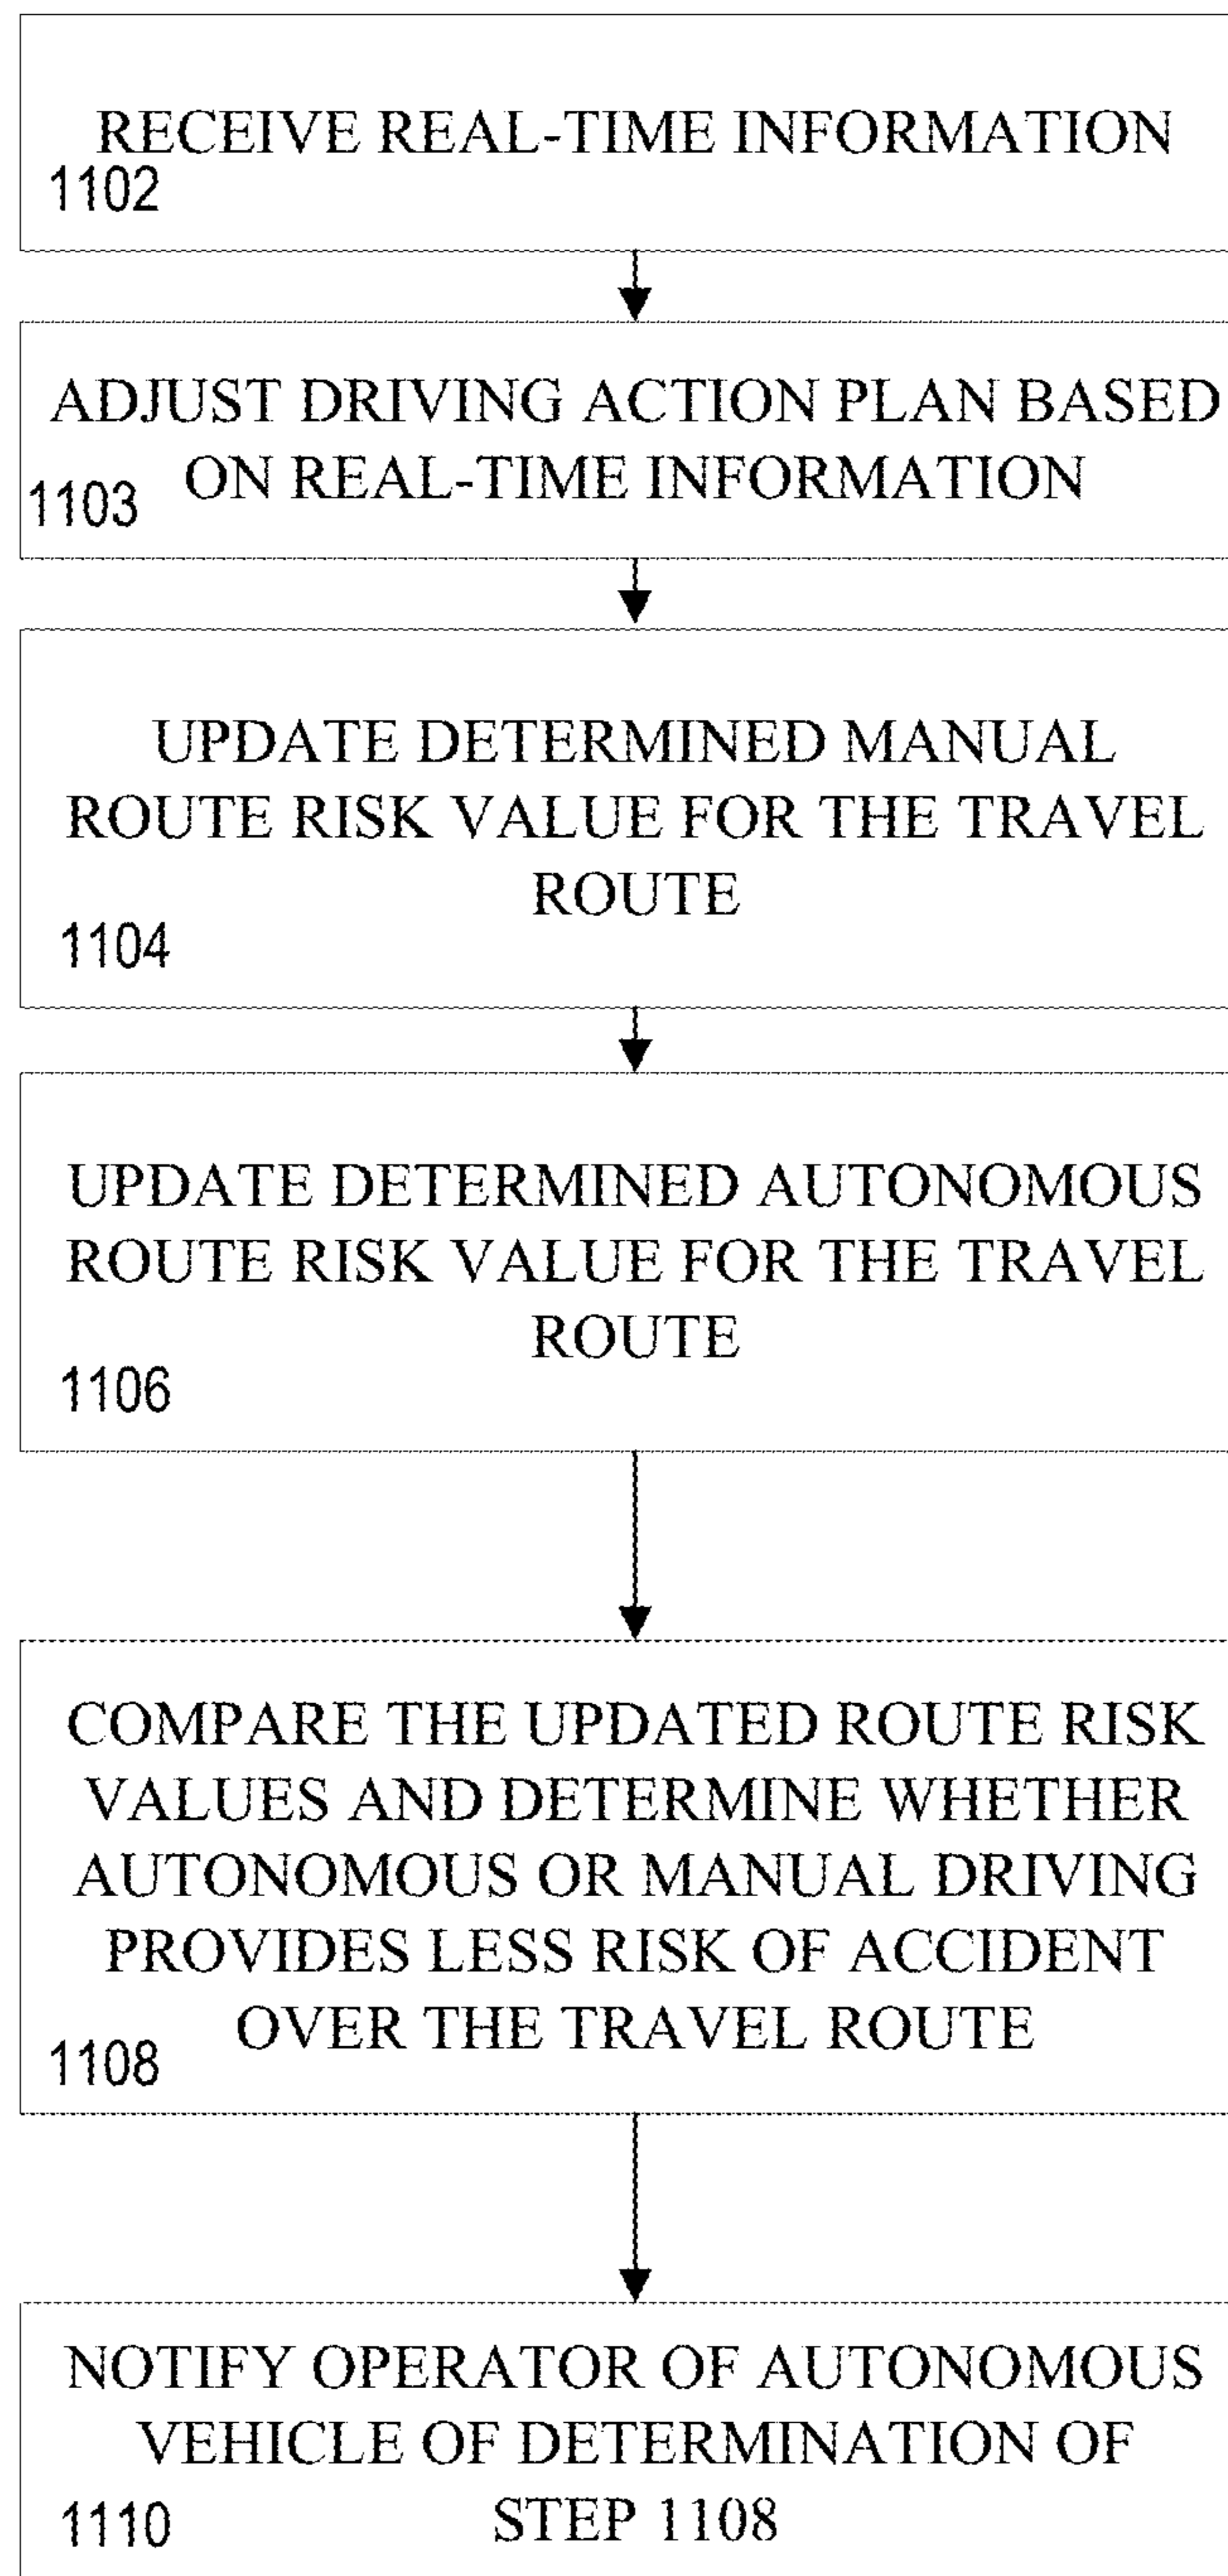 RECEIVE REAL-TIME INFORMATION
1102
ADJUST DRIVING ACTION PLAN BASED
ON REAL-TIME INFORMATION
1103
UPDATE DETERMINED MANUAL
ROUTE RISK VALUE FOR THE TRAVEL
ROUTE
1104
UPDATE DETERMINED AUTONOMOUS
ROUTE RISK VALUE FOR THE TRAVEL
ROUTE
1106
COMPARE THE UPDATED ROUTE RISK
VALUES AND DETERMINE WHETHER
AUTONOMOUS OR MANUAL DRIVING
PROVIDES LESS RISK OF ACCIDENT
OVER THE TRAVEL ROUTE
1108
NOTIFY OPERATOR OF AUTONOMOUS
VEHICLE OF DETERMINATION OF
STEP 1108
1110